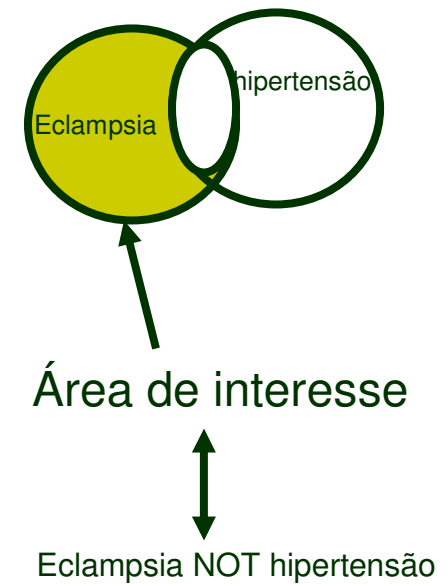 hipertensão
Eclampsia
Área de interesse
Eclampsia NOT hipertensão